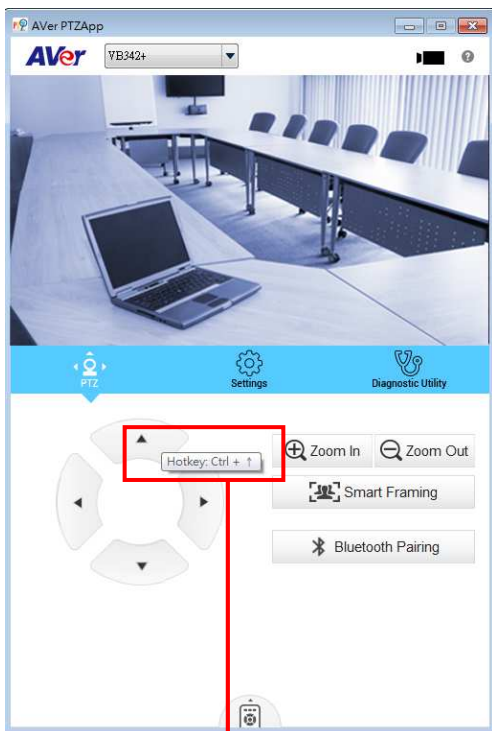 AVer PTZApp
AVer VB342+
PTZ Settings Diagnostic Utility
Hotkey: Ctrl + ↑
Zoom In Zoom Out
Smart Framing
Bluetooth Pairing